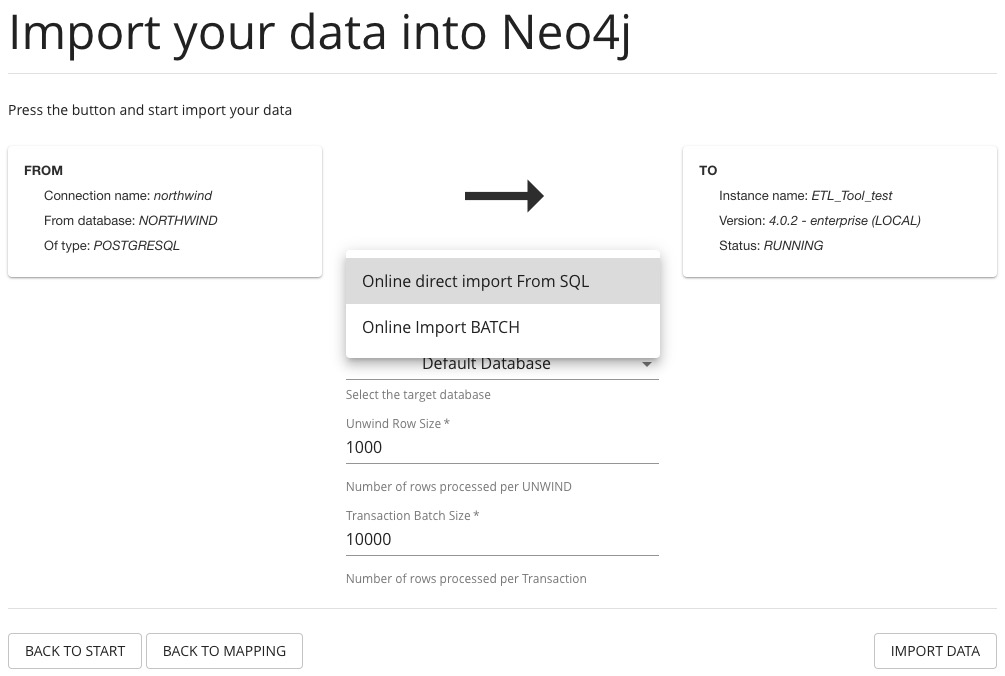 Import your data into Neo4j
Press the button and start import your data
FROM
Connection name: northwind
From database: NORTHWIND
Of type: POSTGRESQL
TO
Instance name: ETL_Tool_test
Version: 4.0.2 - enterprise (LOCAL)
Status: RUNNING
Online direct import From SQL
Online Import BATCH
Default Database
Select the target database
Unwind Row Size *
1000
Number of rows processed per UNWIND
Transaction Batch Size *
10000
Number of rows processed per Transaction
BACK TO START
BACK TO MAPPING
IMPORT DATA